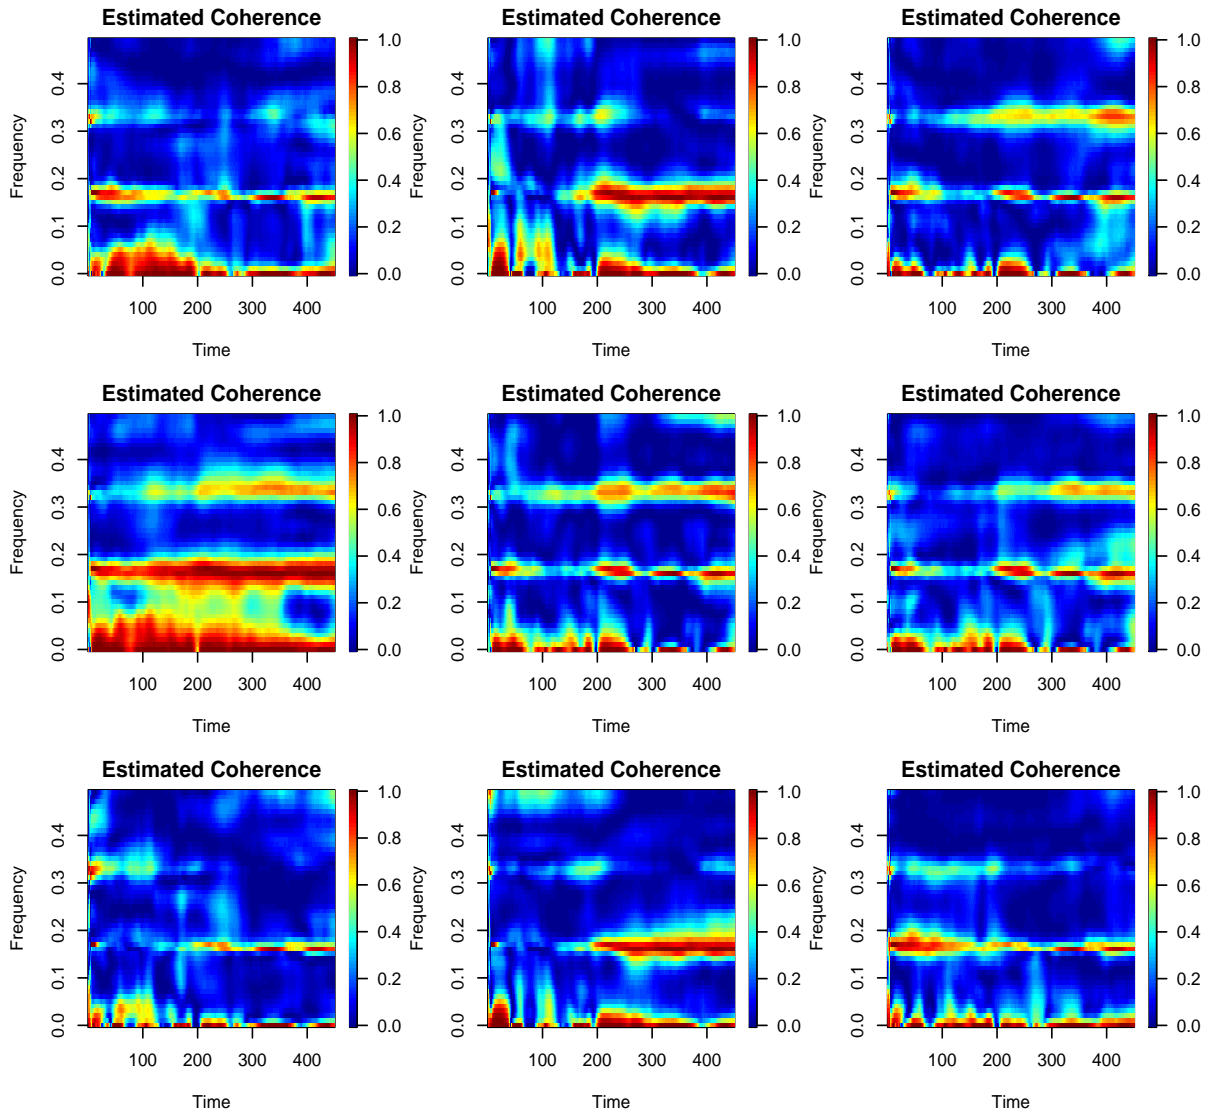 Estimated Coherence Estimated Coherence Estimated Coherence
Frequency 0.0 0.1 0.2 0.3 0.4 0.0 0.2 0.4 0.6 0.8 1.0 Frequency 0.0 0.1 0.2 0.3 0.4 0.0 0.2 0.4 0.6 0.8 1.0 Frequency 0.0 0.1 0.2 0.3 0.4 0.0 0.2 0.4 0.6 0.8 1.0
100 200 300 400 100 200 300 400 100 200 300 400
Time Time Time
Estimated Coherence Estimated Coherence Estimated Coherence
Frequency 0.0 0.1 0.2 0.3 0.4 0.0 0.2 0.4 0.6 0.8 1.0 Frequency 0.0 0.1 0.2 0.3 0.4 0.0 0.2 0.4 0.6 0.8 1.0 Frequency 0.0 0.1 0.2 0.3 0.4 0.0 0.2 0.4 0.6 0.8 1.0
100 200 300 400 100 200 300 400 100 200 300 400
Time Time Time
Estimated Coherence Estimated Coherence Estimated Coherence
Frequency 0.0 0.1 0.2 0.3 0.4 0.0 0.2 0.4 0.6 0.8 1.0 Frequency 0.0 0.1 0.2 0.3 0.4 0.0 0.2 0.4 0.6 0.8 1.0 Frequency 0.0 0.1 0.2 0.3 0.4 0.0 0.2 0.4 0.6 0.8 1.0
100 200 300 400 100 200 300 400 100 200 300 400
Time Time Time